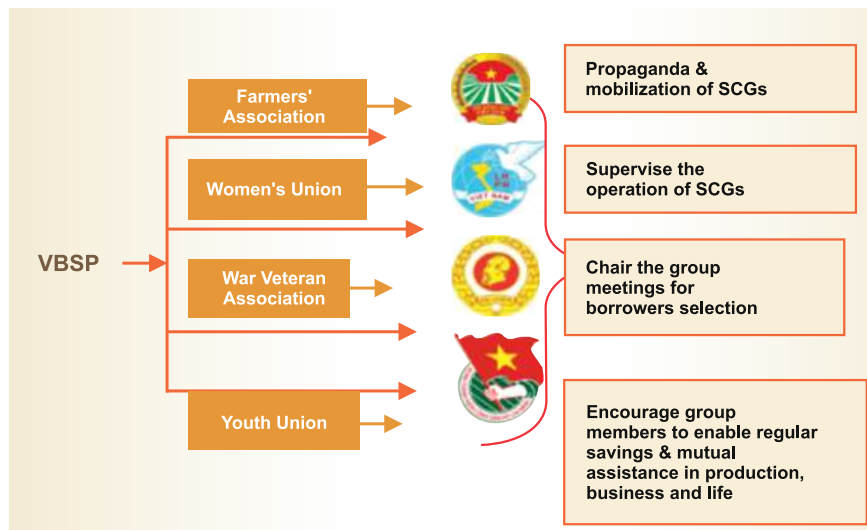 VBSP
Farmers'
Association
Women's Union
War Veteran
Association
Youth Union
VIET NAM
Propaganda &
mobilization of SCGs
Supervise the
operation of SCGs
Chair the group
meetings for
borrowers selection
Encourage group
members to enable regular
savings & mutual
assistance in production,
business and life